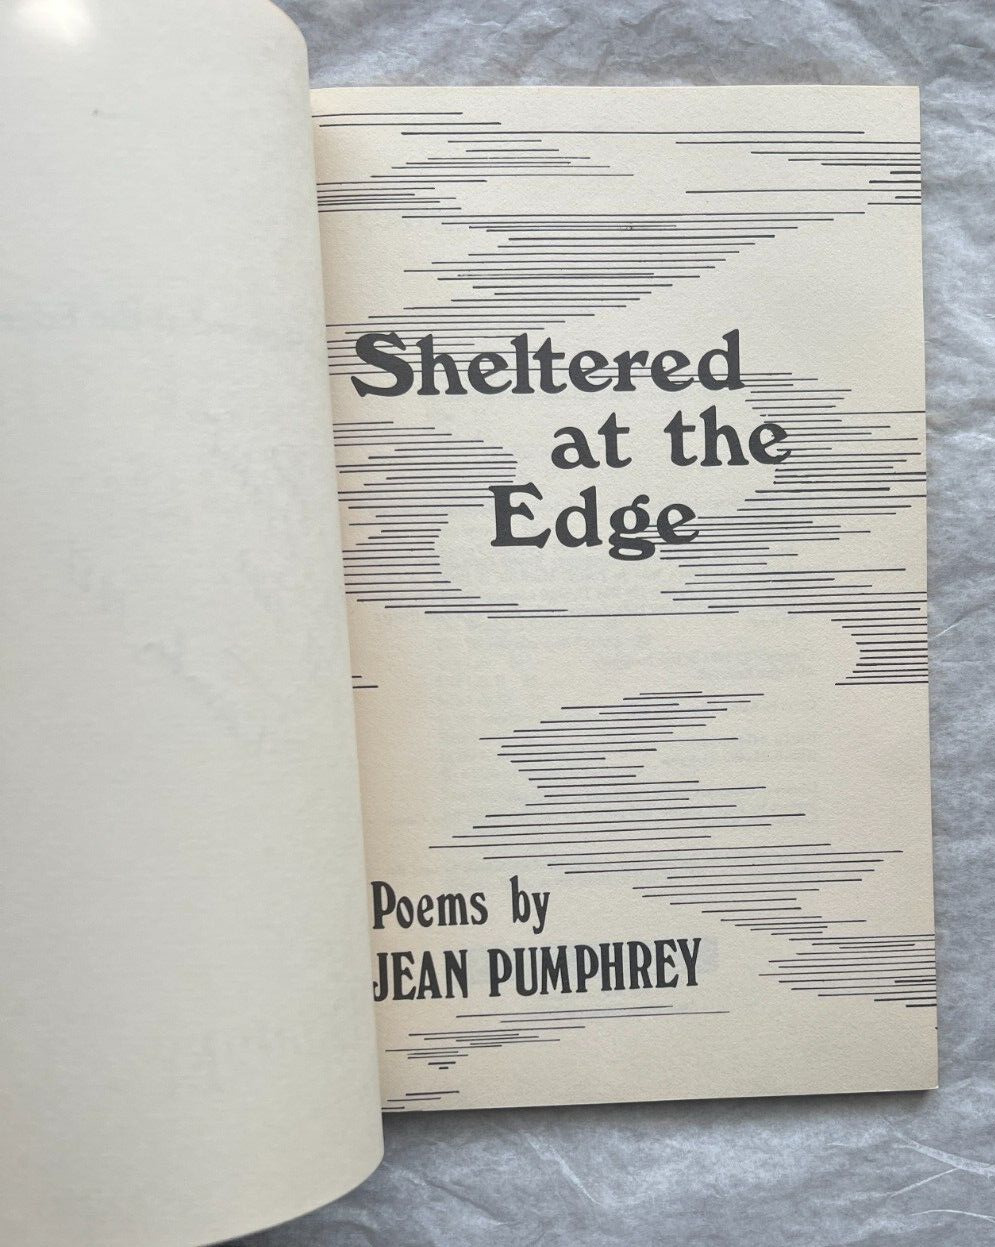 Sheltered
at the
Edge
Poems by
JEAN PUMPHREY